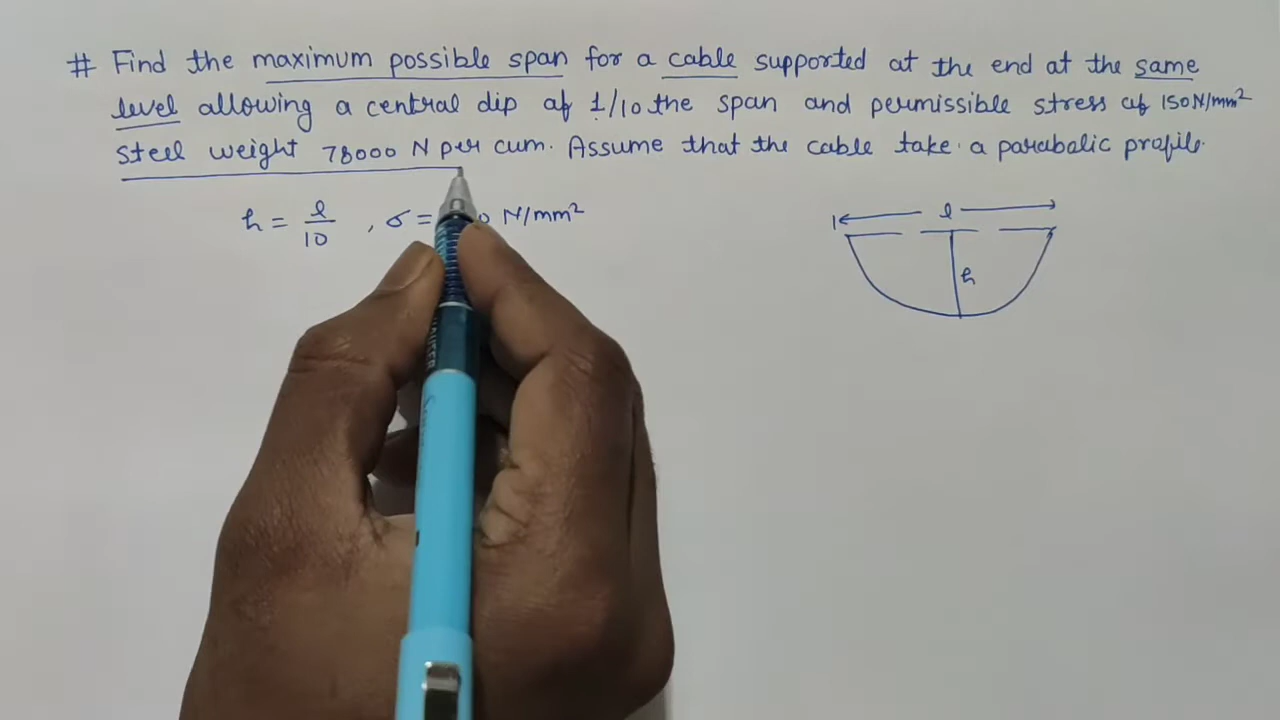 # Find the maximum possible span for a cable supported at the end at the same
level allowing a central dip of 1/10 the span and permissible stress of 150N/mm²
Steel weight 78000 N per cum. Assume that the cable take a parabolic profile.
h = l/10 , σ = 0 N/mm²
l
h